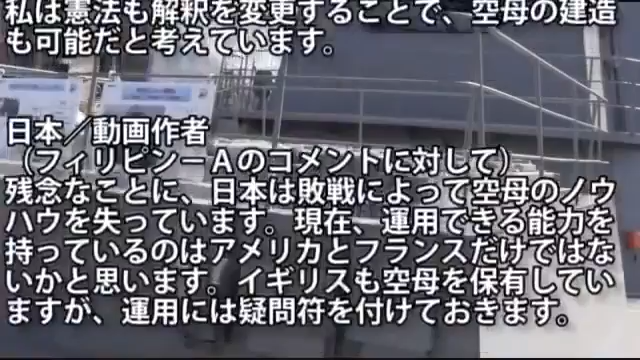 私は憲法も解釈を変更することで、空母の建造
も可能だと考えています。
日本／動画作者
（フィリピンーＡのコメントに対して）
残念なことに、日本は敗戦によって空母のノウ
ハウを失っています。現在、運用できる能力を
持っているのはアメリカとフランスだけではな
いかと思います。イギリスも空母を保有してい
ますが、運用には疑問符を付けておきます。